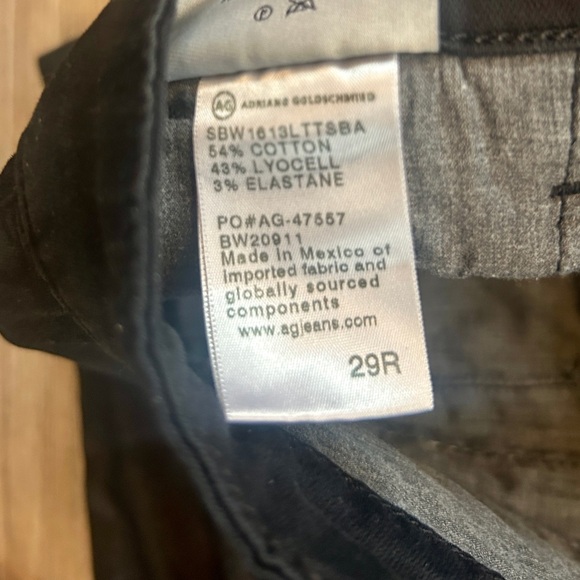 AG ADRIANO GOLDSCHMIED
SBW1613LTTSBA
54% COTTON
43% LYOCELL
3% ELASTANE
PO#AG-47557
BW20911
Made in Mexico of
imported fabric and
globally sourced
components
www.agjeans.com
29R